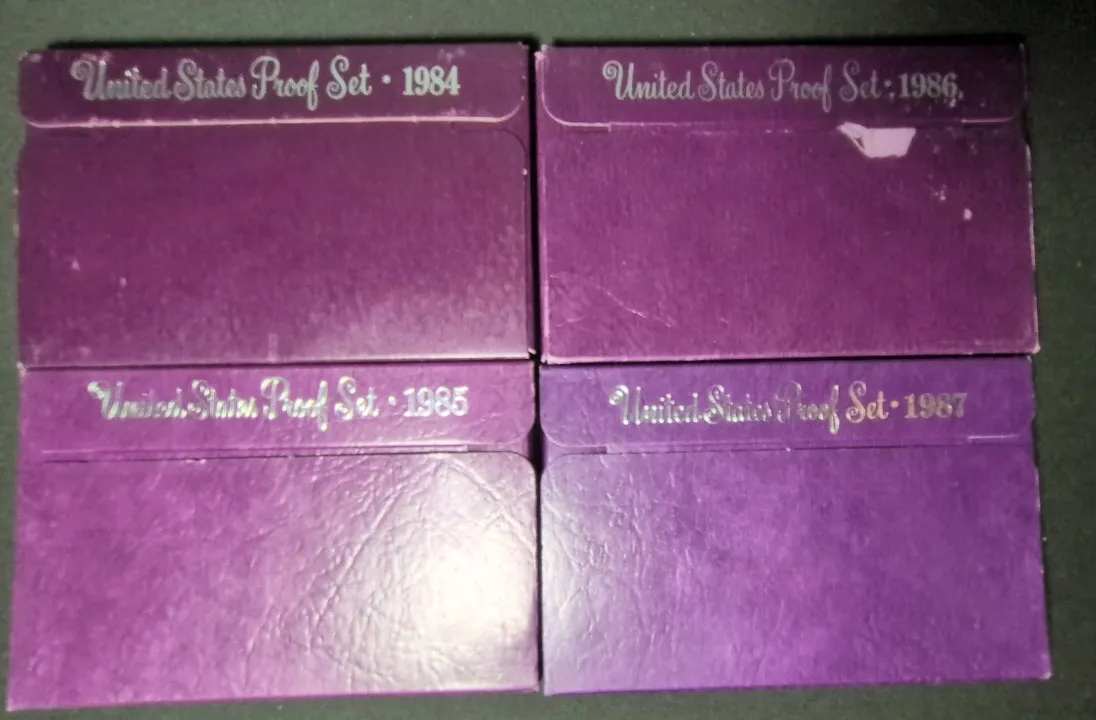 United States Proof Set · 1984
United States Proof Set · 1986
United States Proof Set · 1985
United States Proof Set · 1987